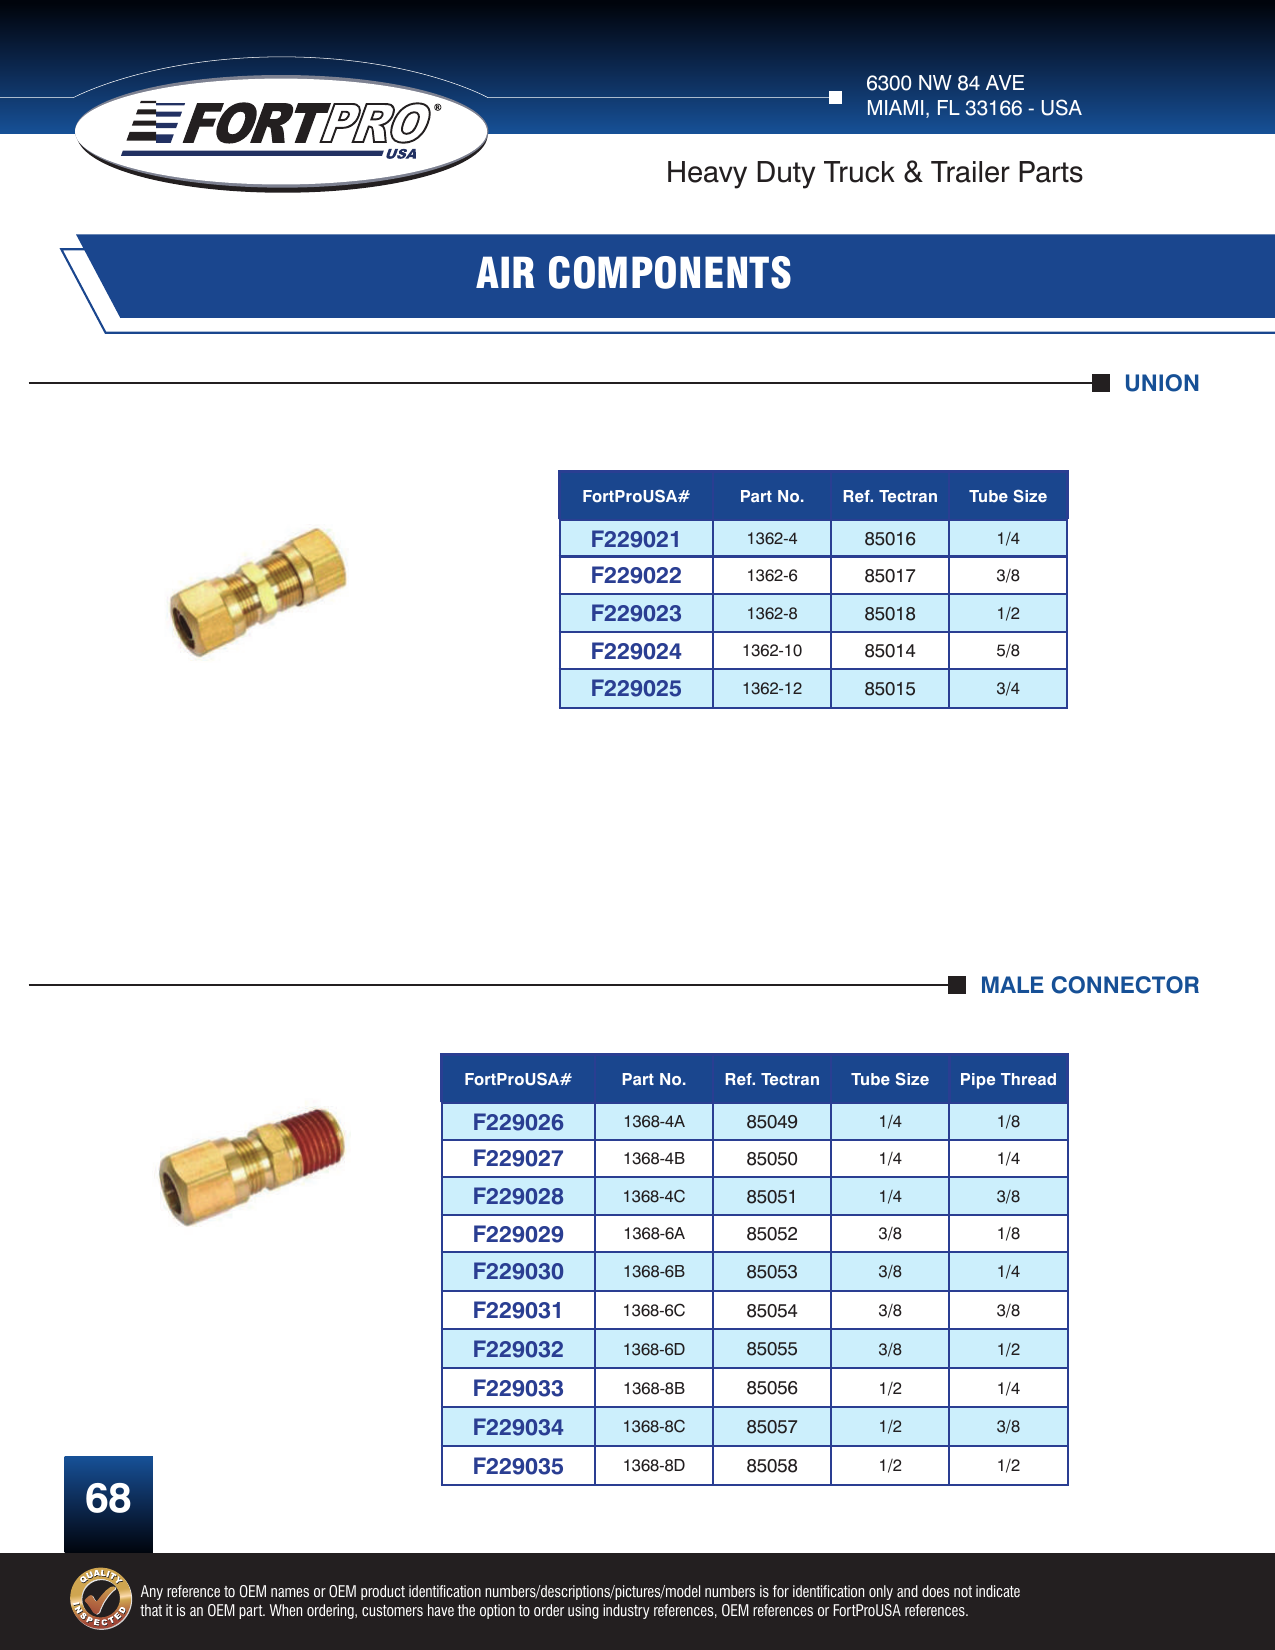 FORTPRO®
USA
6300 NW 84 AVE
MIAMI, FL 33166 - USA
Heavy Duty Truck & Trailer Parts
AIR COMPONENTS
UNION
FortProUSA# Part No. Ref. Tectran Tube Size
F229021 1362-4 85016 1/4
F229022 1362-6 85017 3/8
F229023 1362-8 85018 1/2
F229024 1362-10 85014 5/8
F229025 1362-12 85015 3/4
MALE CONNECTOR
FortProUSA# Part No. Ref. Tectran Tube Size Pipe Thread
F229026 1368-4A 85049 1/4 1/8
F229027 1368-4B 85050 1/4 1/4
F229028 1368-4C 85051 1/4 3/8
F229029 1368-6A 85052 3/8 1/8
F229030 1368-6B 85053 3/8 1/4
F229031 1368-6C 85054 3/8 3/8
F229032 1368-6D 85055 3/8 1/2
F229033 1368-8B 85056 1/2 1/4
F229034 1368-8C 85057 1/2 3/8
F229035 1368-8D 85058 1/2 1/2
68
QUALITY
INSPECTED
Any reference to OEM names or OEM product identification numbers/descriptions/pictures/model numbers is for identification only and does not indicate
that it is an OEM part. When ordering, customers have the option to order using industry references, OEM references or FortProUSA references.